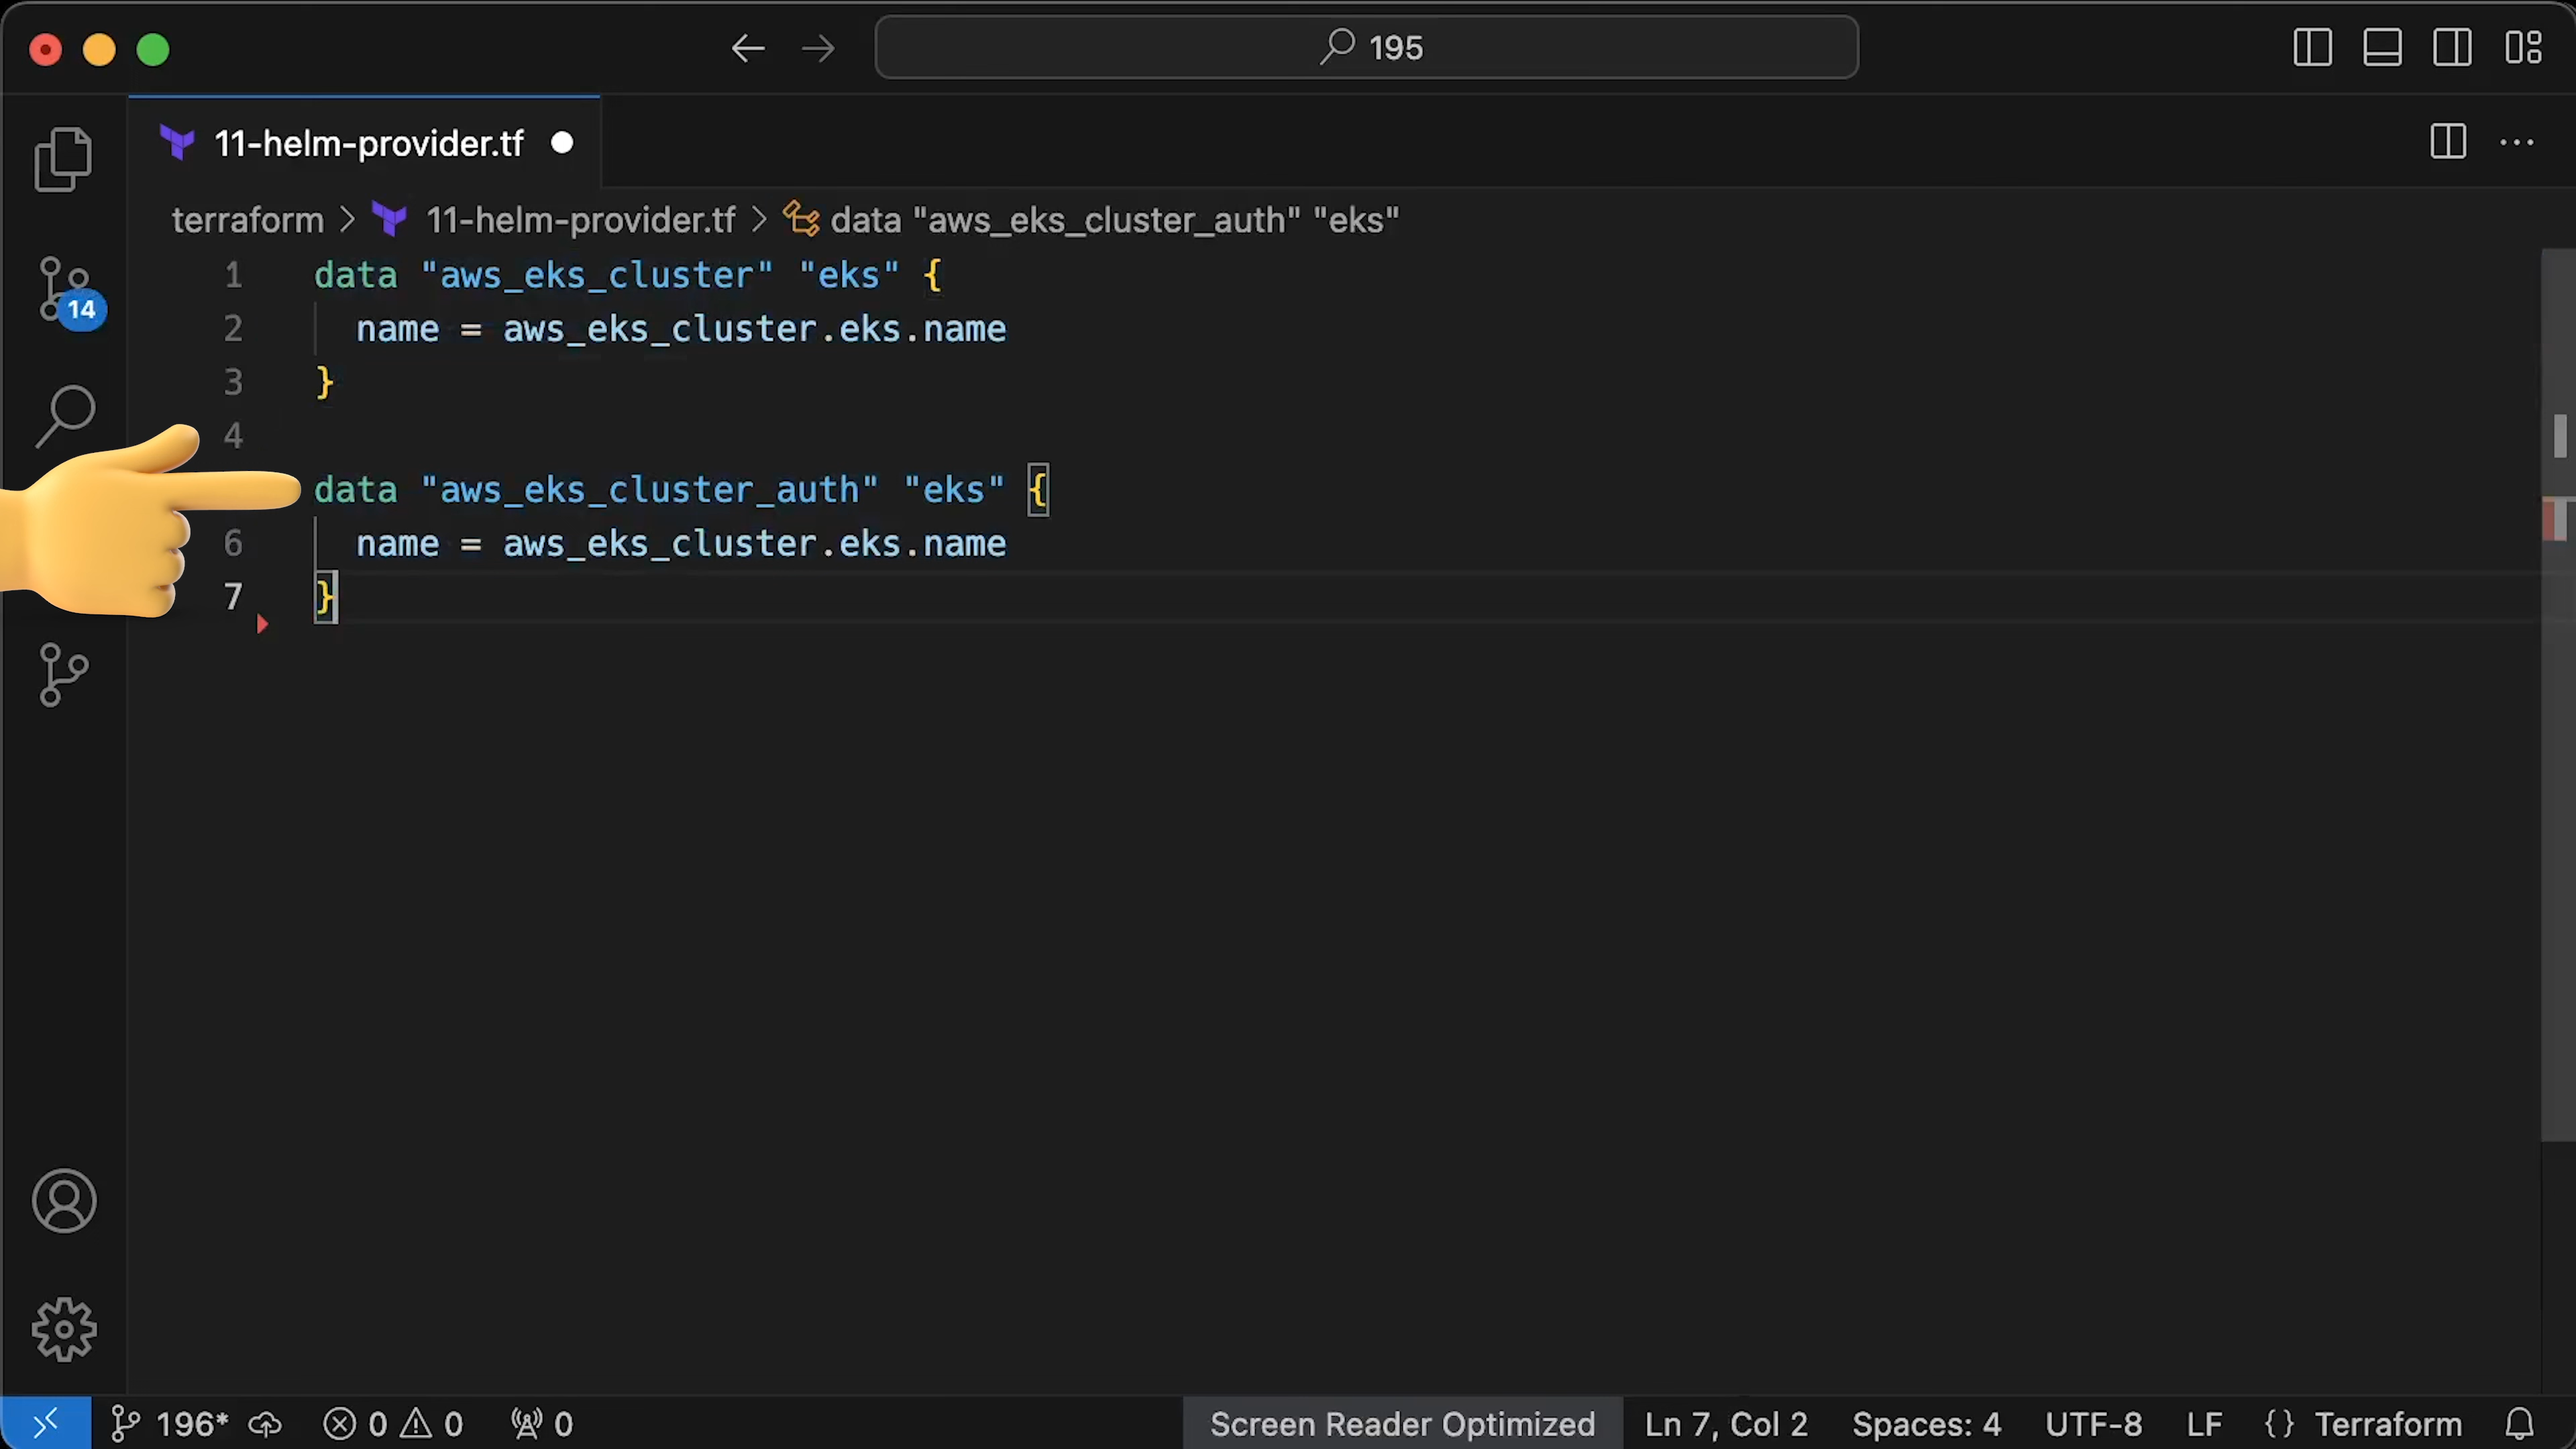 195
11-helm-provider.tf
terraform > 11-helm-provider.tf > data "aws_eks_cluster_auth" "eks"
14
1 data "aws_eks_cluster" "eks" {
2   name = aws_eks_cluster.eks.name
3 }
4
data "aws_eks_cluster_auth" "eks" {
6   name = aws_eks_cluster.eks.name
7 }
196* 0 0 0 Screen Reader Optimized Ln 7, Col 2 Spaces: 4 UTF-8 LF {} Terraform